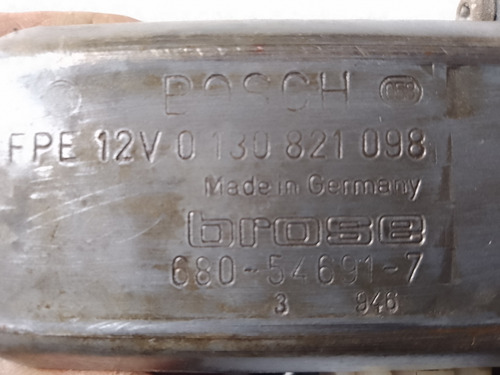 BOSCH
FPE 12V 0 130 821 098
Made in Germany
brose
680-54691-7
3 946